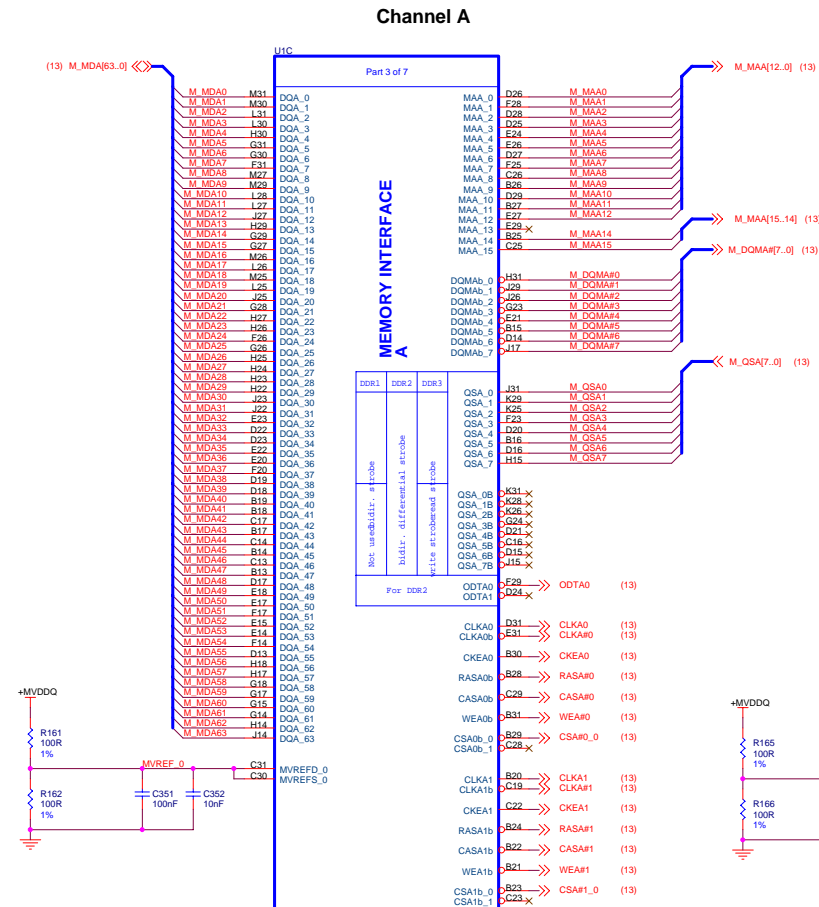 Channel A
U1C
Part 3 of 7
(13) M_MDA[63..0]
M_MAA[12..0] (13)
M_MDA0 M31 DQA_0
M_MDA1 M30 DQA_1
M_MDA2 L31 DQA_2
M_MDA3 L30 DQA_3
M_MDA4 H30 DQA_4
M_MDA5 G31 DQA_5
M_MDA6 G30 DQA_6
M_MDA7 F31 DQA_7
M_MDA8 M27 DQA_8
M_MDA9 M29 DQA_9
M_MDA10 L28 DQA_10
M_MDA11 L27 DQA_11
M_MDA12 J27 DQA_12
M_MDA13 H29 DQA_13
M_MDA14 G29 DQA_14
M_MDA15 G27 DQA_15
M_MDA16 M26 DQA_16
M_MDA17 L26 DQA_17
M_MDA18 M25 DQA_18
M_MDA19 L25 DQA_19
M_MDA20 J25 DQA_20
M_MDA21 G28 DQA_21
M_MDA22 H27 DQA_22
M_MDA23 H26 DQA_23
M_MDA24 F26 DQA_24
M_MDA25 G26 DQA_25
M_MDA26 H25 DQA_26
M_MDA27 H24 DQA_27
M_MDA28 H23 DQA_28
M_MDA29 H22 DQA_29
M_MDA30 J23 DQA_30
M_MDA31 J22 DQA_31
M_MDA32 E23 DQA_32
M_MDA33 D22 DQA_33
M_MDA34 D23 DQA_34
M_MDA35 E22 DQA_35
M_MDA36 E20 DQA_36
M_MDA37 F20 DQA_37
M_MDA38 D19 DQA_38
M_MDA39 D18 DQA_39
M_MDA40 B19 DQA_40
M_MDA41 B18 DQA_41
M_MDA42 C17 DQA_42
M_MDA43 B17 DQA_43
M_MDA44 C14 DQA_44
M_MDA45 B14 DQA_45
M_MDA46 C13 DQA_46
M_MDA47 B13 DQA_47
M_MDA48 D17 DQA_48
M_MDA49 E18 DQA_49
M_MDA50 E17 DQA_50
M_MDA51 F17 DQA_51
M_MDA52 E15 DQA_52
M_MDA53 E14 DQA_53
M_MDA54 F14 DQA_54
M_MDA55 D13 DQA_55
M_MDA56 H18 DQA_56
M_MDA57 H17 DQA_57
M_MDA58 G18 DQA_58
M_MDA59 G17 DQA_59
M_MDA60 G15 DQA_60
M_MDA61 G14 DQA_61
M_MDA62 H14 DQA_62
M_MDA63 J14 DQA_63
MVREF_0 C31 MVREFD_0
C30 MVREFS_0
MEMORY INTERFACE
A
DDR1 DDR2 DDR3
Not used
bidir. strobe
bidir. differential strobe
write strobe
read strobe
For DDR2
MAA_0 D26 M_MAA0
MAA_1 F28 M_MAA1
MAA_2 D28 M_MAA2
MAA_3 D25 M_MAA3
MAA_4 E24 M_MAA4
MAA_5 E26 M_MAA5
MAA_6 D27 M_MAA6
MAA_7 F25 M_MAA7
MAA_8 C26 M_MAA8
MAA_9 B26 M_MAA9
MAA_10 D29 M_MAA10
MAA_11 B27 M_MAA11
MAA_12 E27 M_MAA12
MAA_13 E29
MAA_14 B25 M_MAA14
MAA_15 C25 M_MAA15
M_MAA[15..14] (13)
M_DQMA#[7..0] (13)
DQMAb_0 H31 M_DQMA#0
DQMAb_1 J29 M_DQMA#1
DQMAb_2 J26 M_DQMA#2
DQMAb_3 G23 M_DQMA#3
DQMAb_4 E21 M_DQMA#4
DQMAb_5 B15 M_DQMA#5
DQMAb_6 D14 M_DQMA#6
DQMAb_7 J17 M_DQMA#7
M_QSA[7..0] (13)
QSA_0 J31 M_QSA0
QSA_1 K29 M_QSA1
QSA_2 K25 M_QSA2
QSA_3 F23 M_QSA3
QSA_4 D20 M_QSA4
QSA_5 B16 M_QSA5
QSA_6 D16 M_QSA6
QSA_7 H15 M_QSA7
QSA_0B K31
QSA_1B K28
QSA_2B K26
QSA_3B G24
QSA_4B D21
QSA_5B C16
QSA_6B D15
QSA_7B J15
ODTA0 F29 ODTA0 (13)
ODTA1 D24
CLKA0 D31 CLKA0 (13)
CLKA0b E31 CLKA#0 (13)
CKEA0 B30 CKEA0 (13)
RASA0b B28 RASA#0 (13)
CASA0b C29 CASA#0 (13)
WEA0b B31 WEA#0 (13)
CSA0b_0 B29 CSA#0_0 (13)
CSA0b_1 C28
CLKA1 B20 CLKA1 (13)
CLKA1b C19 CLKA#1 (13)
CKEA1 C22 CKEA1 (13)
RASA1b B24 RASA#1 (13)
CASA1b B22 CASA#1 (13)
WEA1b B21 WEA#1 (13)
CSA1b_0 B23 CSA#1_0 (13)
CSA1b_1 C23
+MVDDQ
R161
100R
1%
R162
100R
1%
C351
100nF
C352
10nF
+MVDDQ
R165
100R
1%
R166
100R
1%